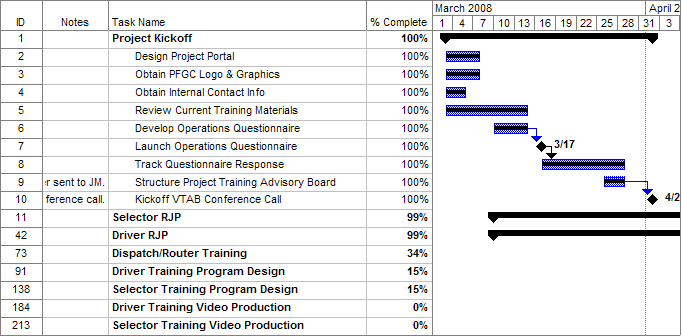 March 2008 April 2
ID Notes Task Name % Complete 1 4 7 10 13 16 19 22 25 28 31 3
1 Project Kickoff 100%
2 Design Project Portal 100%
3 Obtain PFGC Logo & Graphics 100%
4 Obtain Internal Contact Info 100%
5 Review Current Training Materials 100%
6 Develop Operations Questionnaire 100%
7 Launch Operations Questionnaire 100% 3/17
8 Track Questionnaire Response 100%
9 er sent to JM. Structure Project Training Advisory Board 100%
10 ference call. Kickoff VTAB Conference Call 100% 4/2
11 Selector RJP 99%
42 Driver RJP 99%
73 Dispatch/Router Training 34%
91 Driver Training Program Design 15%
138 Selector Training Program Design 15%
184 Driver Training Video Production 0%
213 Selector Training Video Production 0%